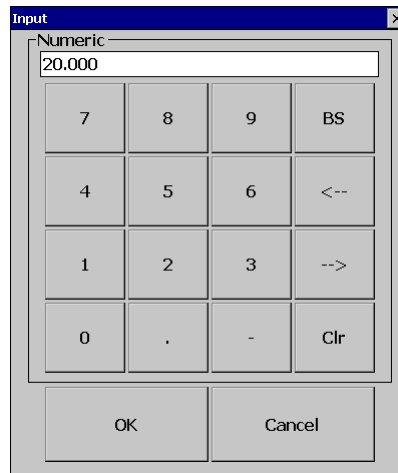 Input
Numeric
20.000
7 8 9 BS
4 5 6 <--
1 2 3 -->
0 . - Clr
OK Cancel